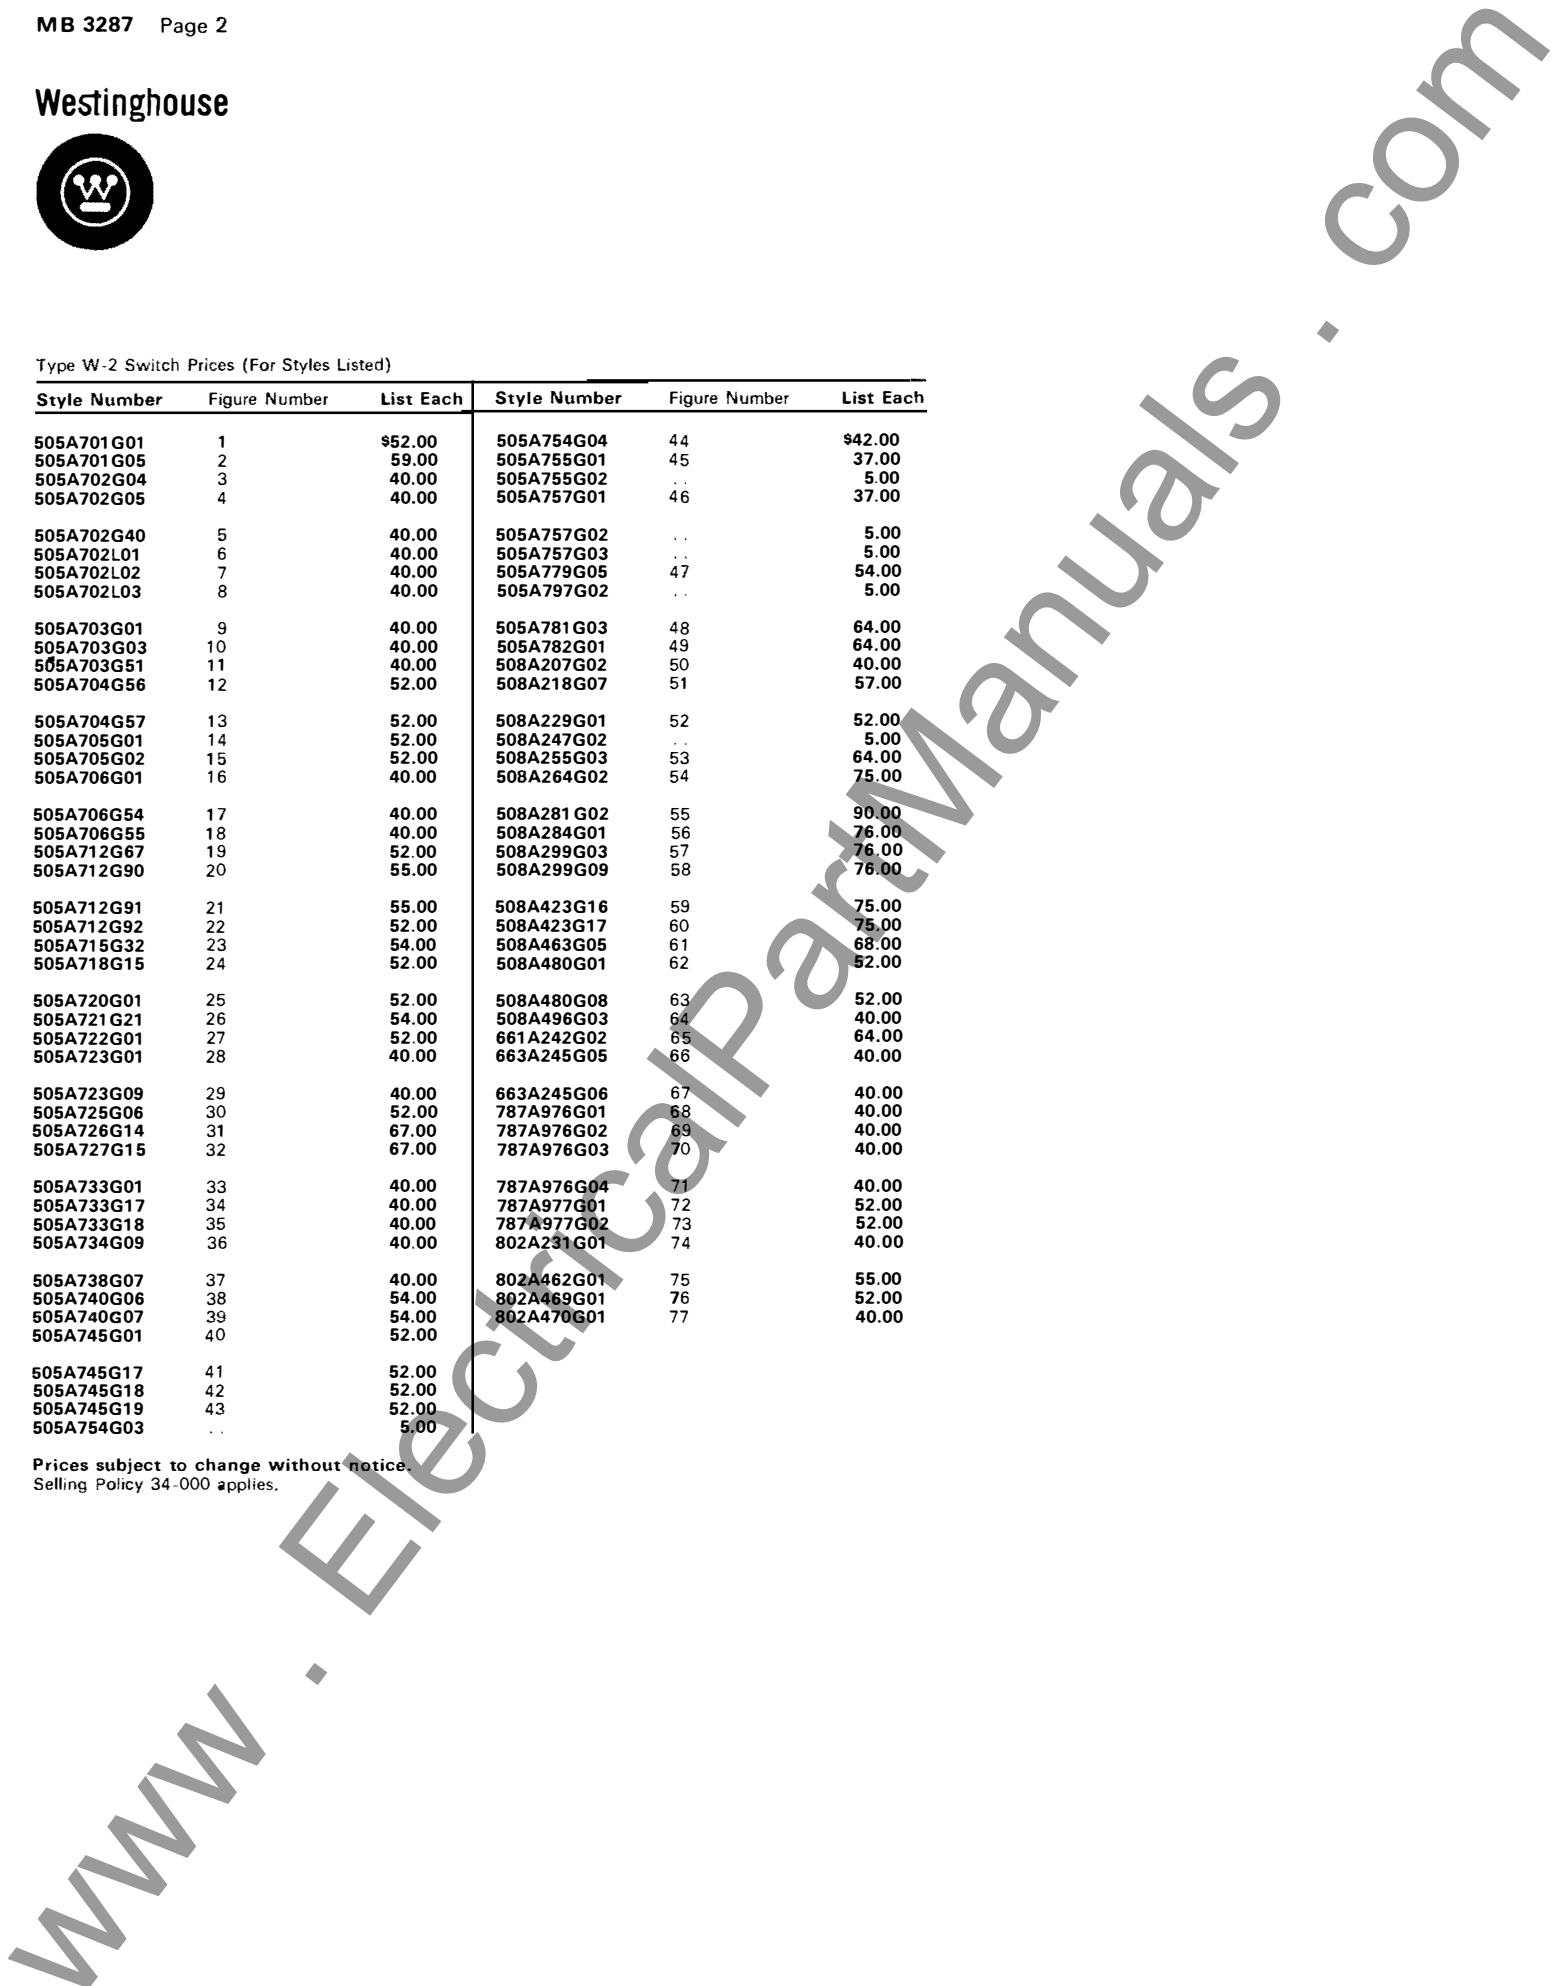 MB 3287 Page 2
Westinghouse
W
Type W-2 Switch Prices (For Styles Listed)
Style Number Figure Number List Each Style Number Figure Number List Each
505A701G01 1 $52.00 505A754G04 44 $42.00
505A701G05 2 59.00 505A755G01 45 37.00
505A702G04 3 40.00 505A755G02 .. 5.00
505A702G05 4 40.00 505A757G01 46 37.00
505A702G40 5 40.00 505A757G02 .. 5.00
505A702L01 6 40.00 505A757G03 .. 5.00
505A702L02 7 40.00 505A779G05 47 54.00
505A702L03 8 40.00 505A797G02 .. 5.00
505A703G01 9 40.00 505A781G03 48 64.00
505A703G03 10 40.00 505A782G01 49 64.00
505A703G51 11 40.00 508A207G02 50 40.00
505A704G56 12 52.00 508A218G07 51 57.00
505A704G57 13 52.00 508A229G01 52 52.00
505A705G01 14 52.00 508A247G02 .. 5.00
505A705G02 15 52.00 508A255G03 53 64.00
505A706G01 16 40.00 508A264G02 54 75.00
505A706G54 17 40.00 508A281G02 55 90.00
505A706G55 18 40.00 508A284G01 56 76.00
505A712G67 19 52.00 508A299G03 57 76.00
505A712G90 20 55.00 508A299G09 58 76.00
505A712G91 21 55.00 508A423G16 59 75.00
505A712G92 22 52.00 508A423G17 60 75.00
505A715G32 23 54.00 508A463G05 61 68.00
505A718G15 24 52.00 508A480G01 62 52.00
505A720G01 25 52.00 508A480G08 63 52.00
505A721G21 26 54.00 508A496G03 64 40.00
505A722G01 27 52.00 661A242G02 65 64.00
505A723G01 28 40.00 663A245G05 66 40.00
505A723G09 29 40.00 663A245G06 67 40.00
505A725G06 30 52.00 787A976G01 68 40.00
505A726G14 31 67.00 787A976G02 69 40.00
505A727G15 32 67.00 787A976G03 70 40.00
505A733G01 33 40.00 787A976G04 71 40.00
505A733G17 34 40.00 787A977G01 72 52.00
505A733G18 35 40.00 787A977G02 73 52.00
505A734G09 36 40.00 802A231G01 74 40.00
505A738G07 37 40.00 802A462G01 75 55.00
505A740G06 38 54.00 802A469G01 76 52.00
505A740G07 39 54.00 802A470G01 77 40.00
505A745G01 40 52.00
505A745G17 41 52.00
505A745G18 42 52.00
505A745G19 43 52.00
505A754G03 .. 5.00
Prices subject to change without notice.
Selling Policy 34-000 applies.
www . ElectricalPartManuals . com